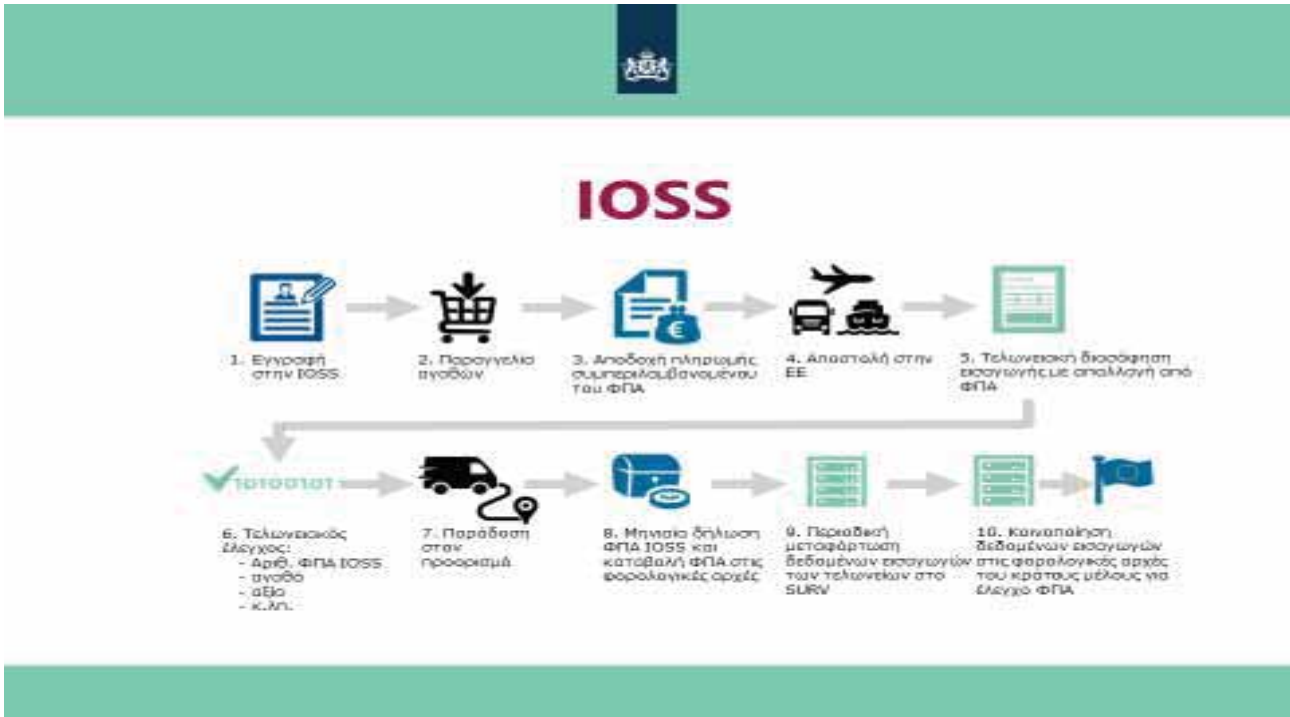 IOSS
1. Εγγραφή
στην IOSS
2. Παραγγελία
αγαθών
3. Αποδοχή πληρωμής
συμπεριλαμβανομένου
του ΦΠΑ
4. Αποστολή στην
ΕΕ
5. Τελωνειακή διασάφηση
εισαγωγής με απαλλαγή από
ΦΠΑ
10100101
6. Τελωνειακός
έλεγχος:
- Αριθ. ΦΠΑ IOSS
- αγαθό
- αξία
- κ.λπ.
7. Παράδοση
στον
προορισμό
8. Μηνιαία δήλωση
ΦΠΑ IOSS και
καταβολή ΦΠΑ στις
φορολογικές αρχές
9. Περιοδική
μεταφόρτωση
δεδομένων εισαγωγών
των τελωνείων στο
SURV
10. Κοινοποίηση
δεδομένων εισαγωγών
στις φορολογικές αρχές
του κράτους μέλους για
έλεγχο ΦΠΑ